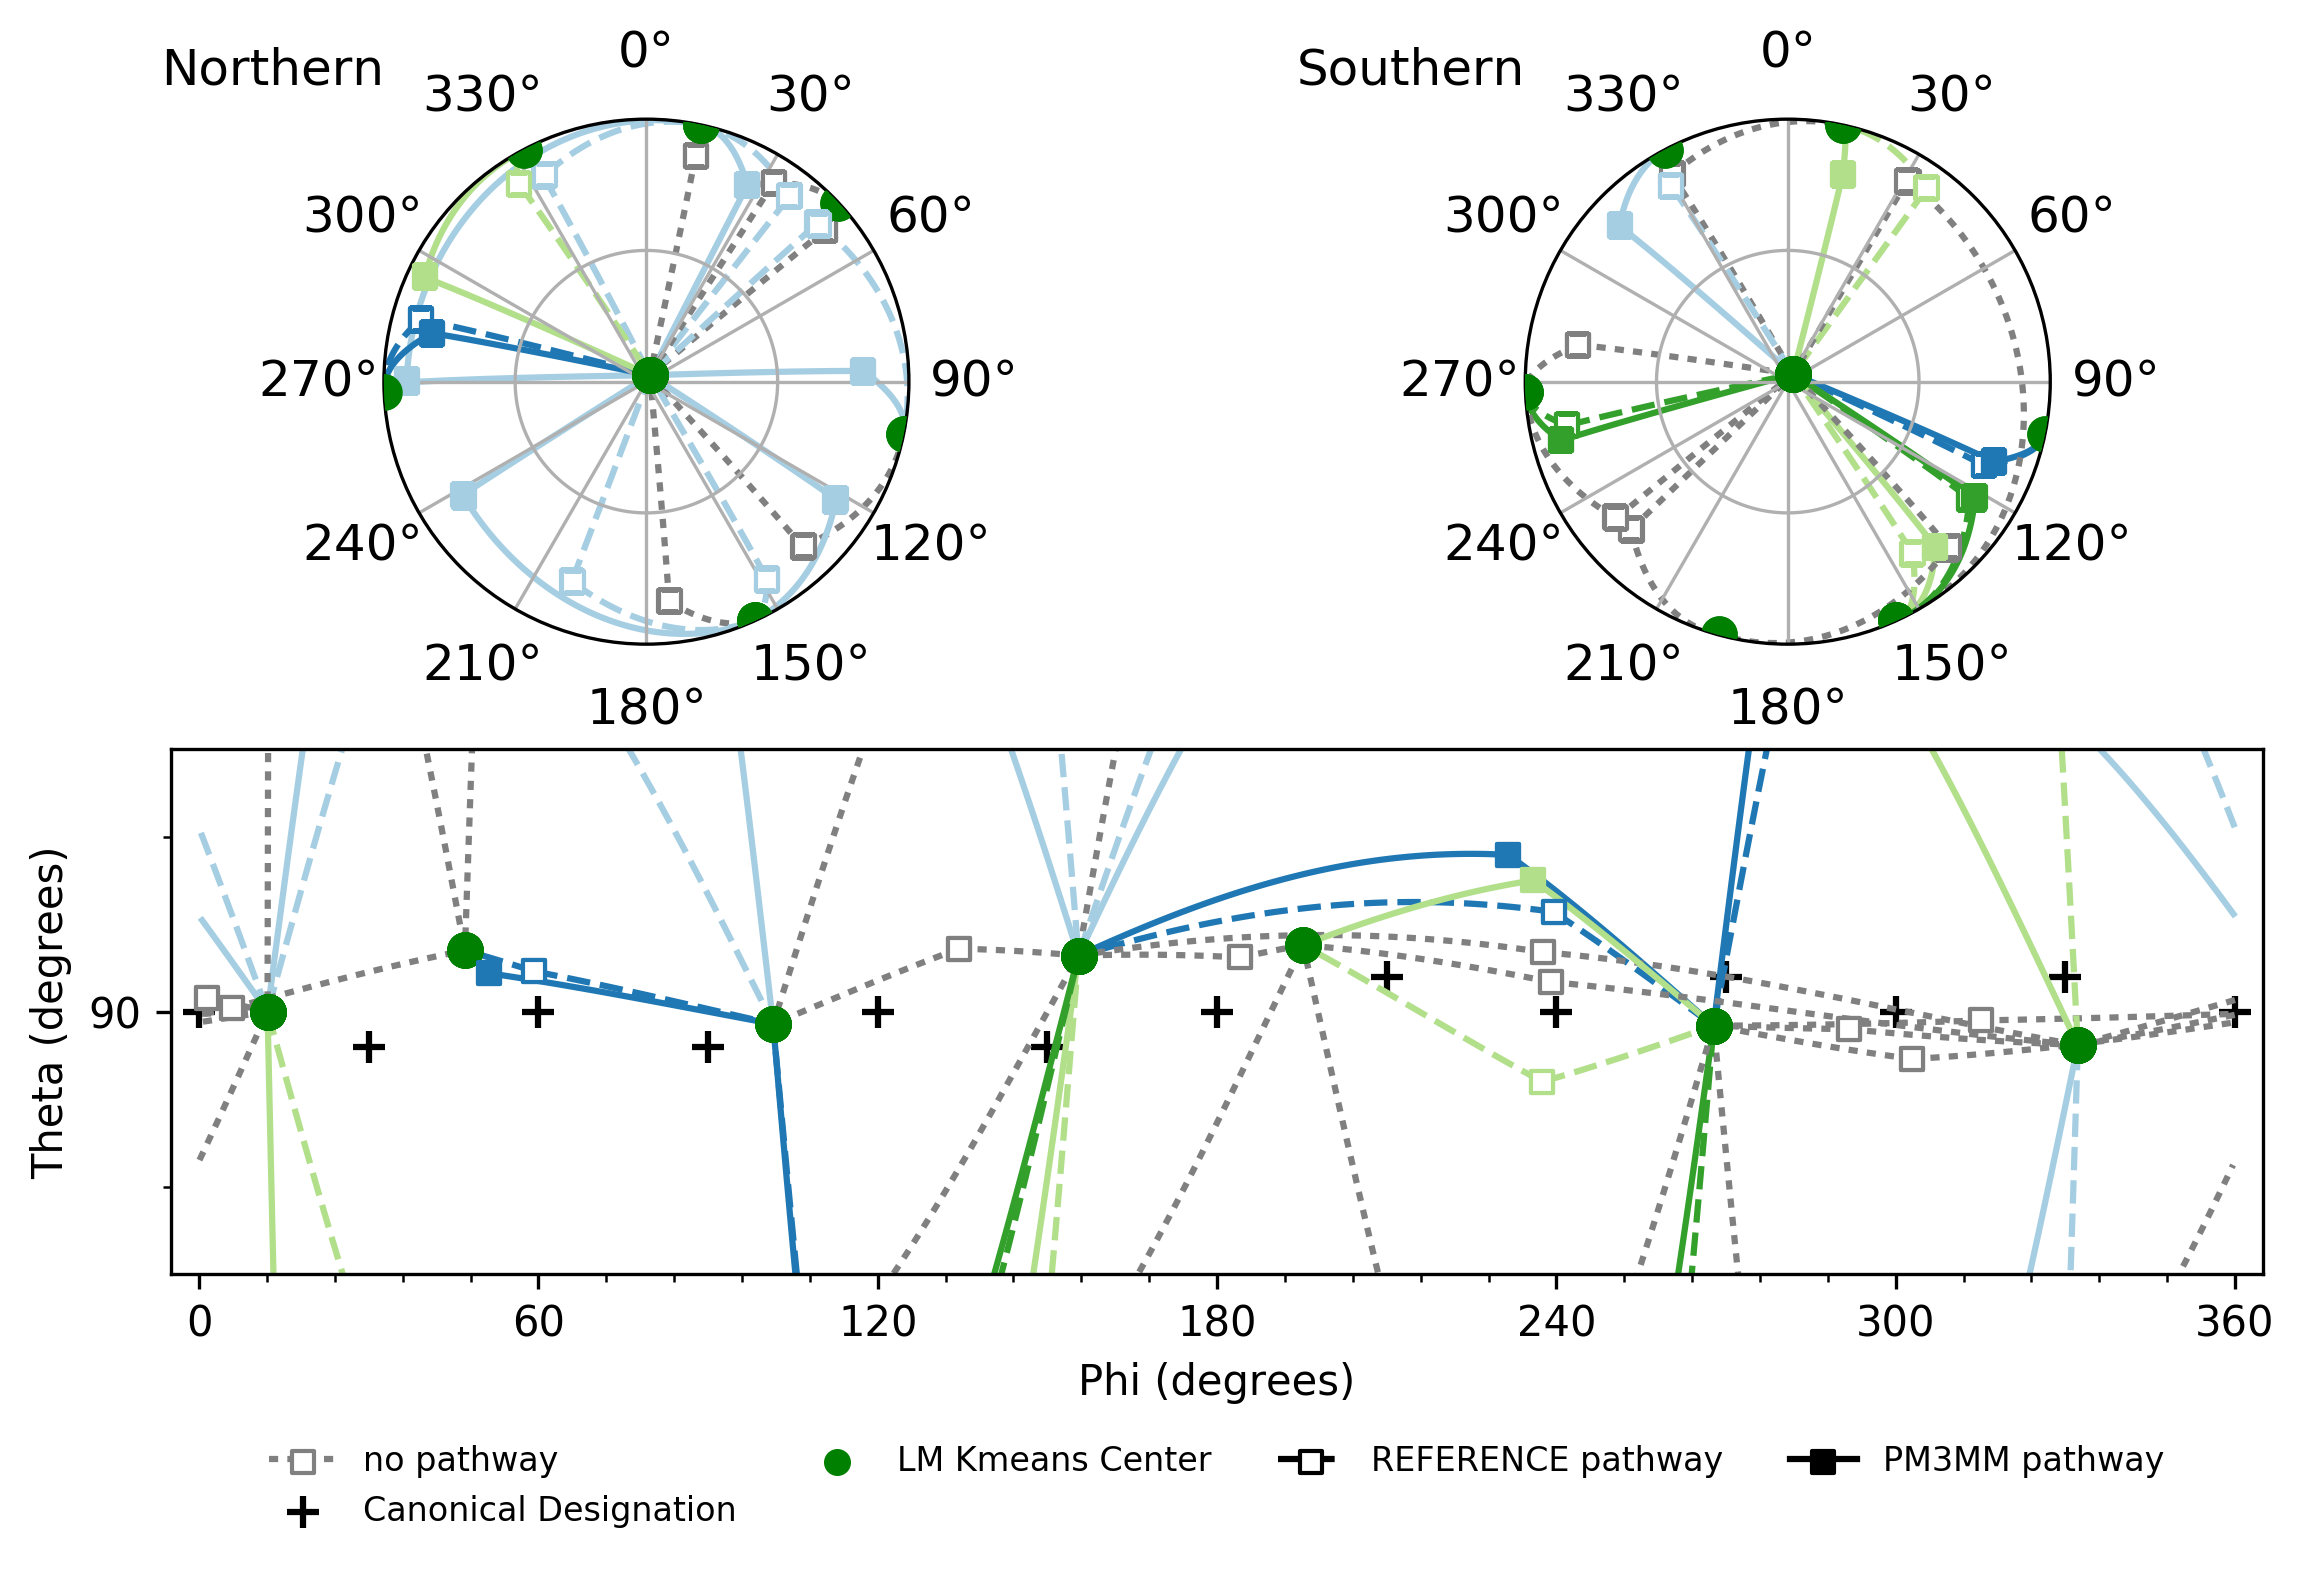 Northern
0°
30°
60°
90°
120°
150°
180°
210°
240°
270°
300°
330°
Southern
0°
30°
60°
90°
120°
150°
180°
210°
240°
270°
300°
330°
Theta (degrees)
90
0 60 120 180 240 300 360
Phi (degrees)
no pathway
Canonical Designation
LM Kmeans Center
REFERENCE pathway
PM3MM pathway